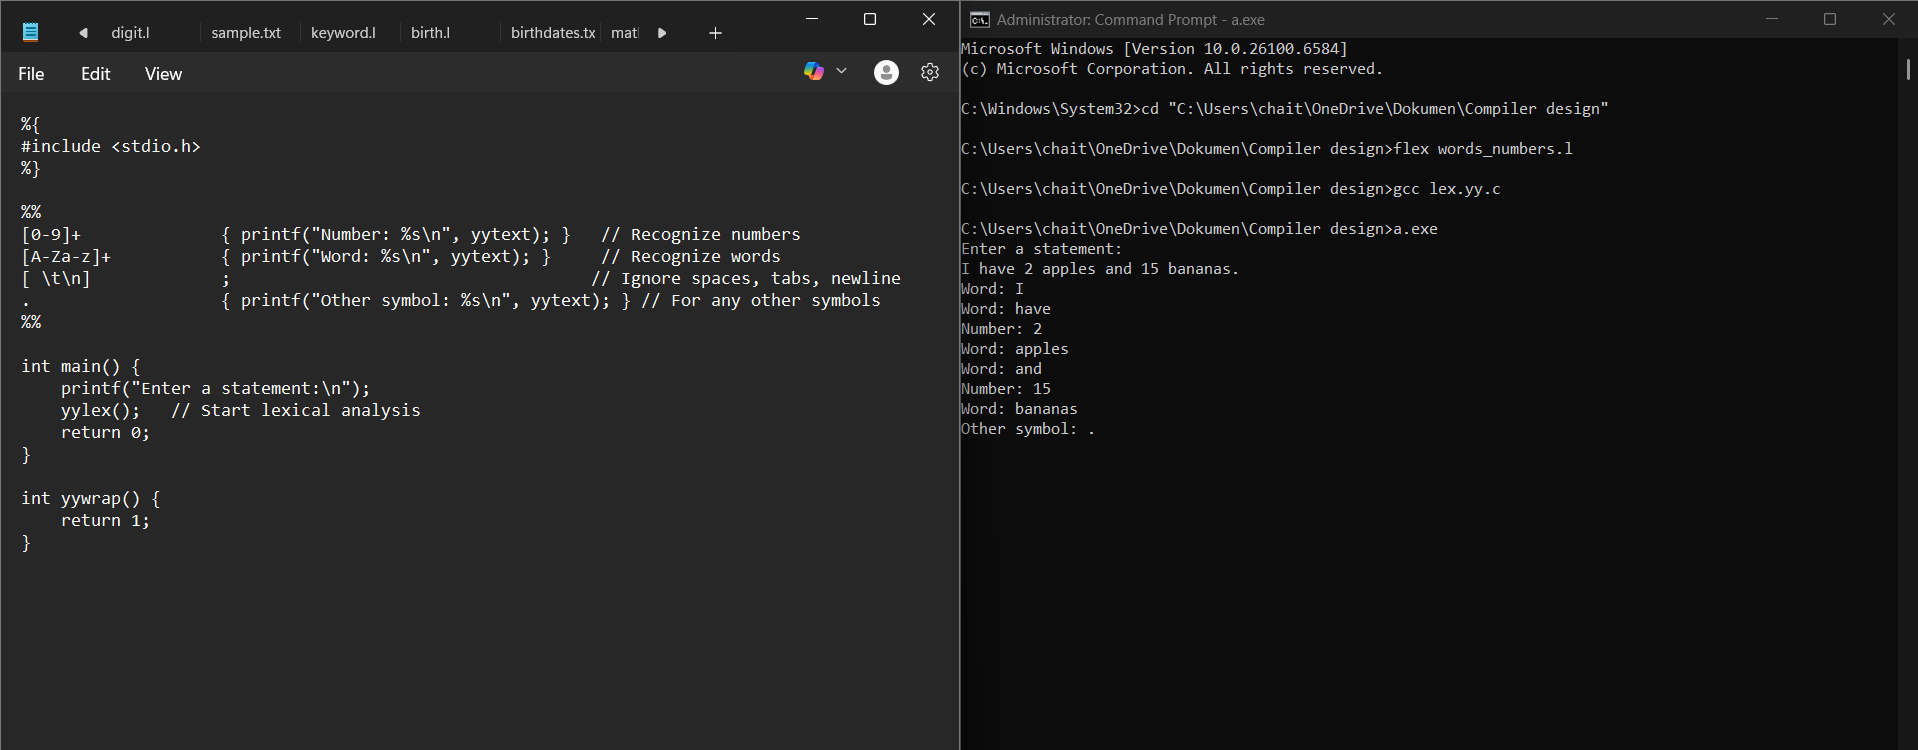 digit.l sample.txt keyword.l birth.l birthdates.tx mat
File Edit View
%{
#include <stdio.h>
%}
%%
[0-9]+ { printf("Number: %s\n", yytext); } // Recognize numbers
[A-Za-z]+ { printf("Word: %s\n", yytext); } // Recognize words
[ \t\n] ; // Ignore spaces, tabs, newline
. { printf("Other symbol: %s\n", yytext); } // For any other symbols
%%
int main() {
    printf("Enter a statement:\n");
    yylex(); // Start lexical analysis
    return 0;
}
int yywrap() {
    return 1;
}
Administrator: Command Prompt - a.exe
Microsoft Windows [Version 10.0.26100.6584]
(c) Microsoft Corporation. All rights reserved.
C:\Windows\System32>cd "C:\Users\chait\OneDrive\Dokumen\Compiler design"
C:\Users\chait\OneDrive\Dokumen\Compiler design>flex words_numbers.l
C:\Users\chait\OneDrive\Dokumen\Compiler design>gcc lex.yy.c
C:\Users\chait\OneDrive\Dokumen\Compiler design>a.exe
Enter a statement:
I have 2 apples and 15 bananas.
Word: I
Word: have
Number: 2
Word: apples
Word: and
Number: 15
Word: bananas
Other symbol: .